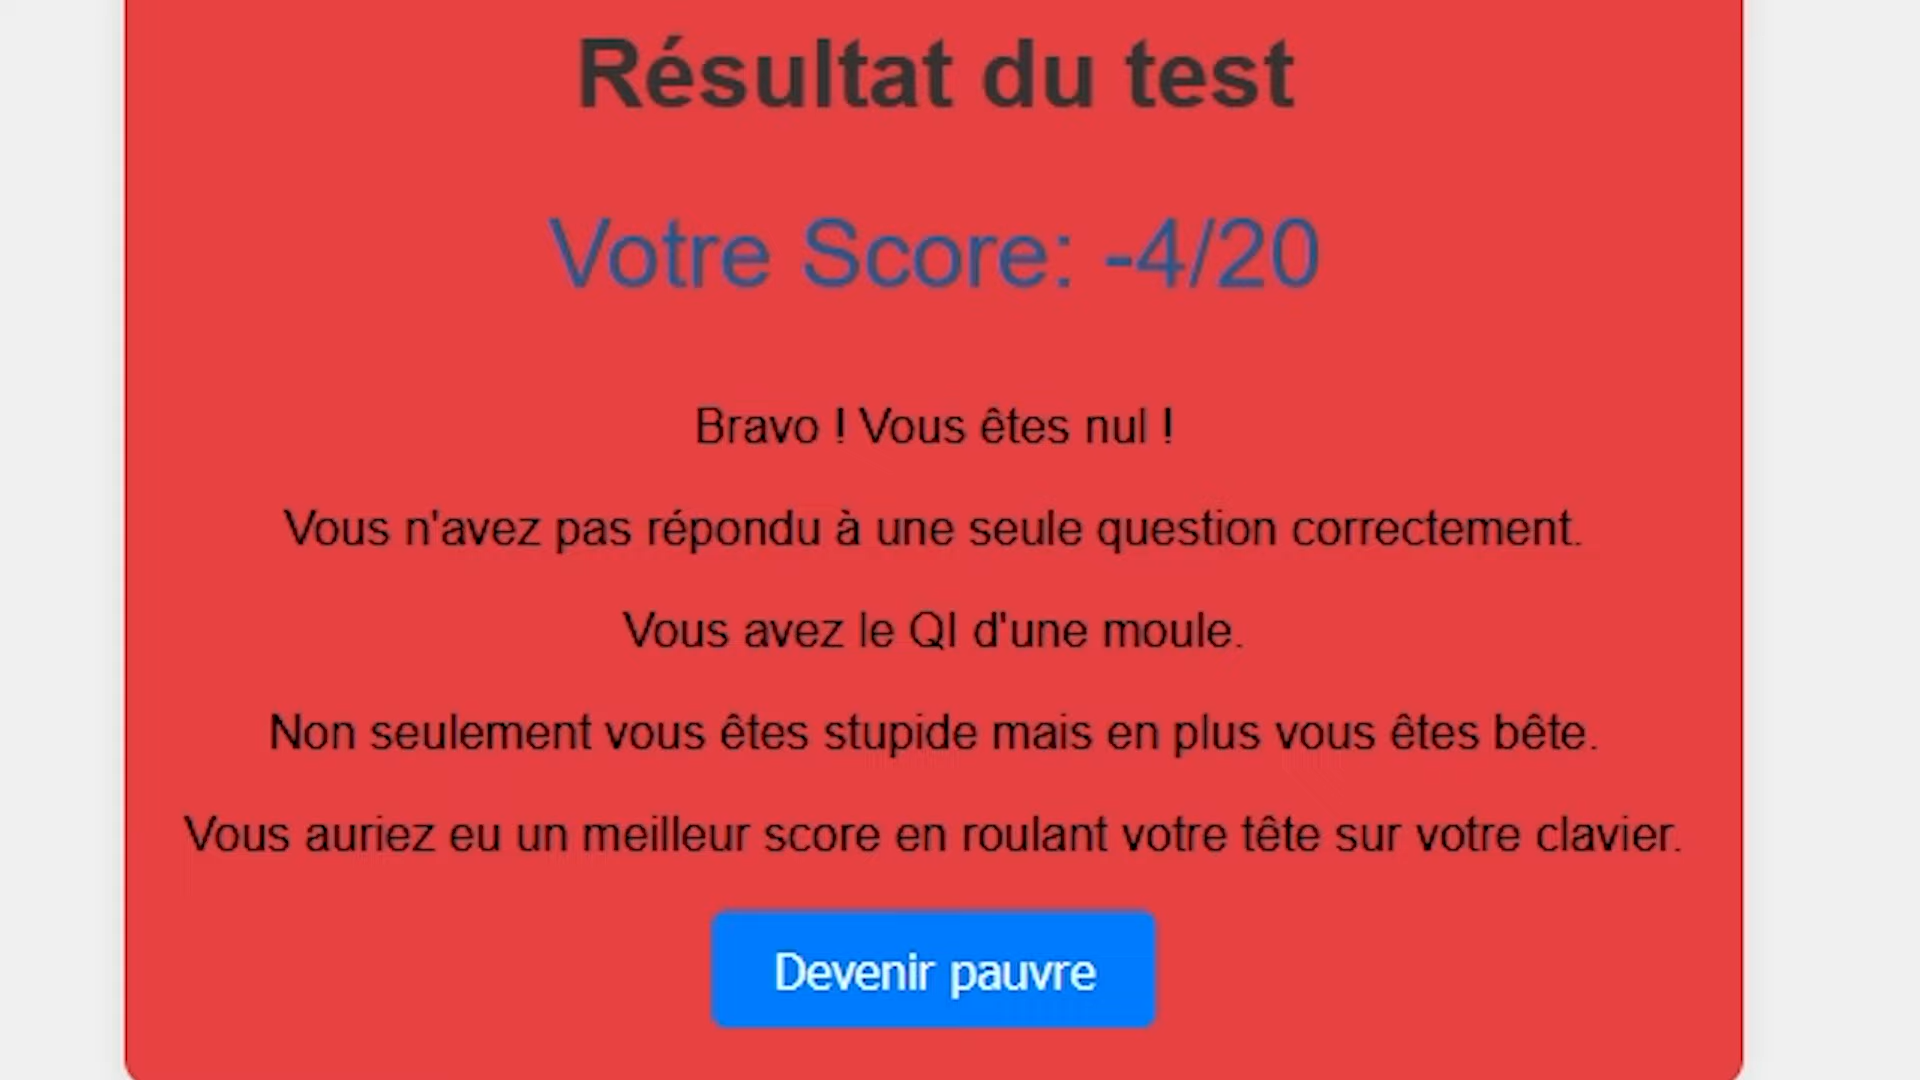 Résultat du test
Votre Score: -4/20
Bravo ! Vous êtes nul !
Vous n'avez pas répondu à une seule question correctement.
Vous avez le QI d'une moule.
Non seulement vous êtes stupide mais en plus vous êtes bête.
Vous auriez eu un meilleur score en roulant votre tête sur votre clavier.
Devenir pauvre